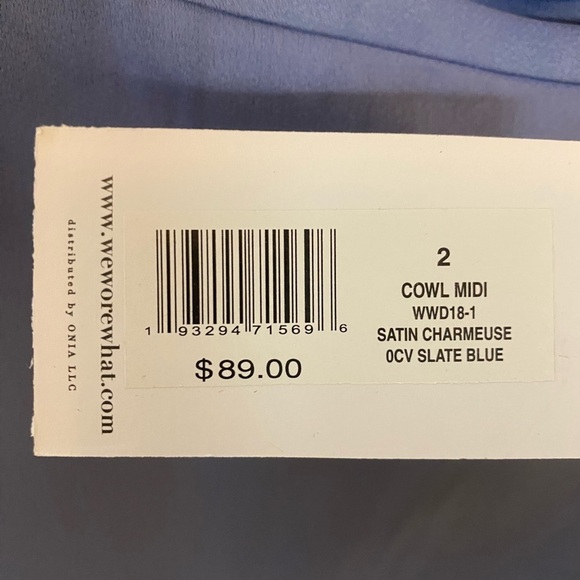 www.weworewhat.com
distributed by ONIA LLC
1 93294 71569 6
$89.00
2
COWL MIDI
WWD18-1
SATIN CHARMEUSE
0CV SLATE BLUE